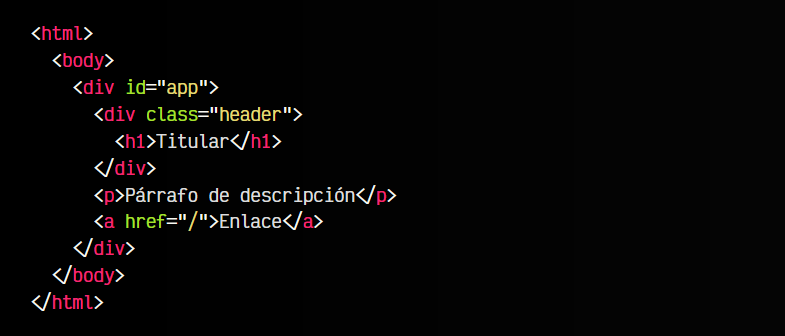 <html>
<body>
<div id="app">
<div class="header">
<h1>Titular</h1>
</div>
<p>Párrafo de descripción</p>
<a href="/">Enlace</a>
</div>
</body>
</html>